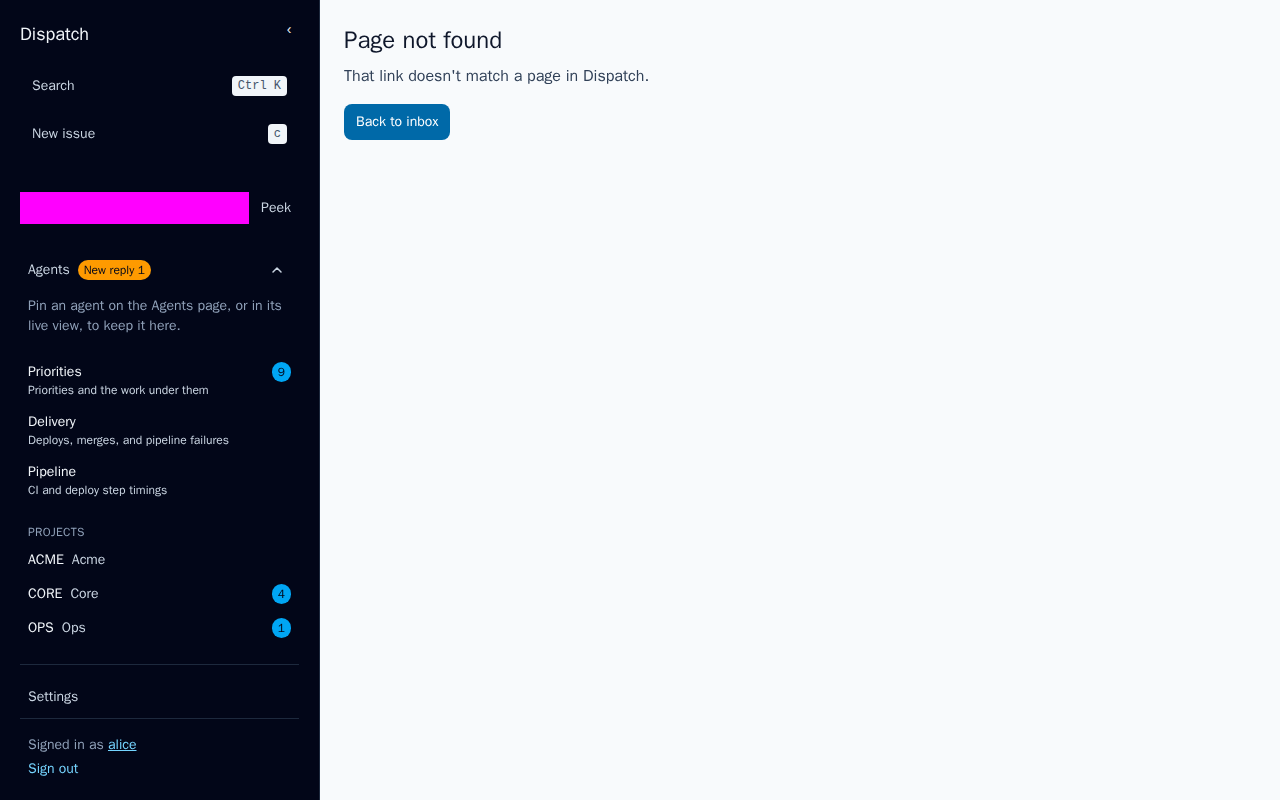 Dispatch
Search
Ctrl K
New issue
C
Peek
Agents
New reply 1
Pin an agent on the Agents page, or in its
live view, to keep it here.
Priorities
9
Priorities and the work under them
Delivery
Deploys, merges, and pipeline failures
Pipeline
CI and deploy step timings
PROJECTS
ACME Acme
CORE Core
4
OPS Ops
1
Settings
Signed in as alice
Sign out
Page not found
That link doesn't match a page in Dispatch.
Back to inbox